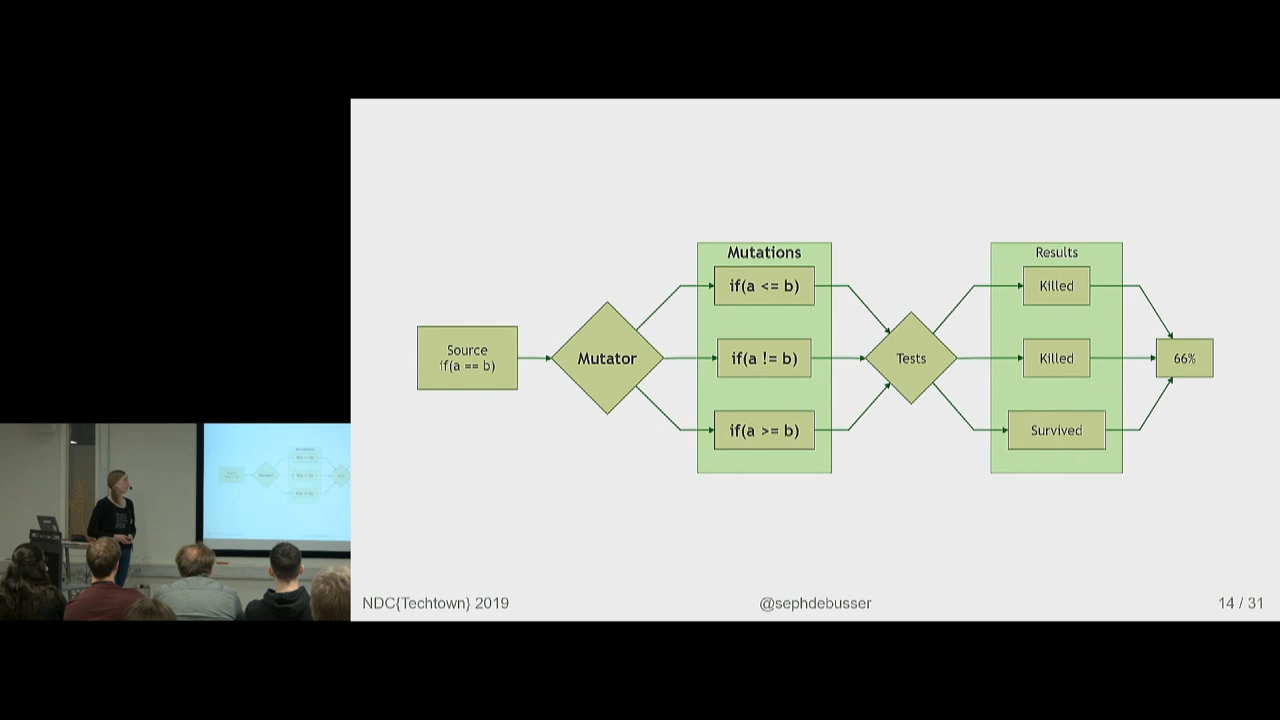 Source
if(a == b)
Mutator
Mutations
if(a <= b)
if(a != b)
if(a >= b)
Tests
Results
Killed
Killed
Survived
66%
NDC{Techtown} 2019
@sephdebusser
14 / 31